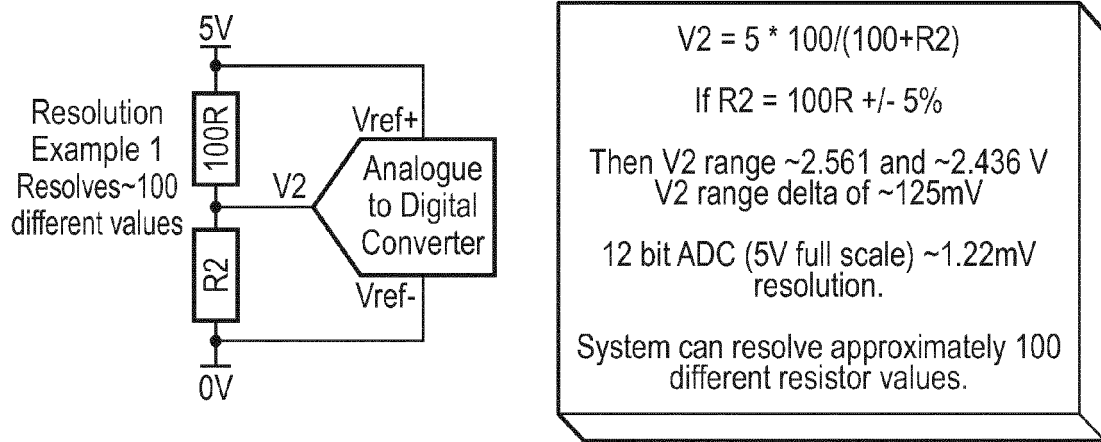 5V
Resolution
Example 1
Resolves~100
different values
100R
Vref+
V2
Analogue
to Digital
Converter
R2
Vref-
0V
V2 = 5 * 100/(100+R2)
If R2 = 100R +/- 5%
Then V2 range ~2.561 and ~2.436 V
V2 range delta of ~125mV
12 bit ADC (5V full scale) ~1.22mV
resolution.
System can resolve approximately 100
different resistor values.